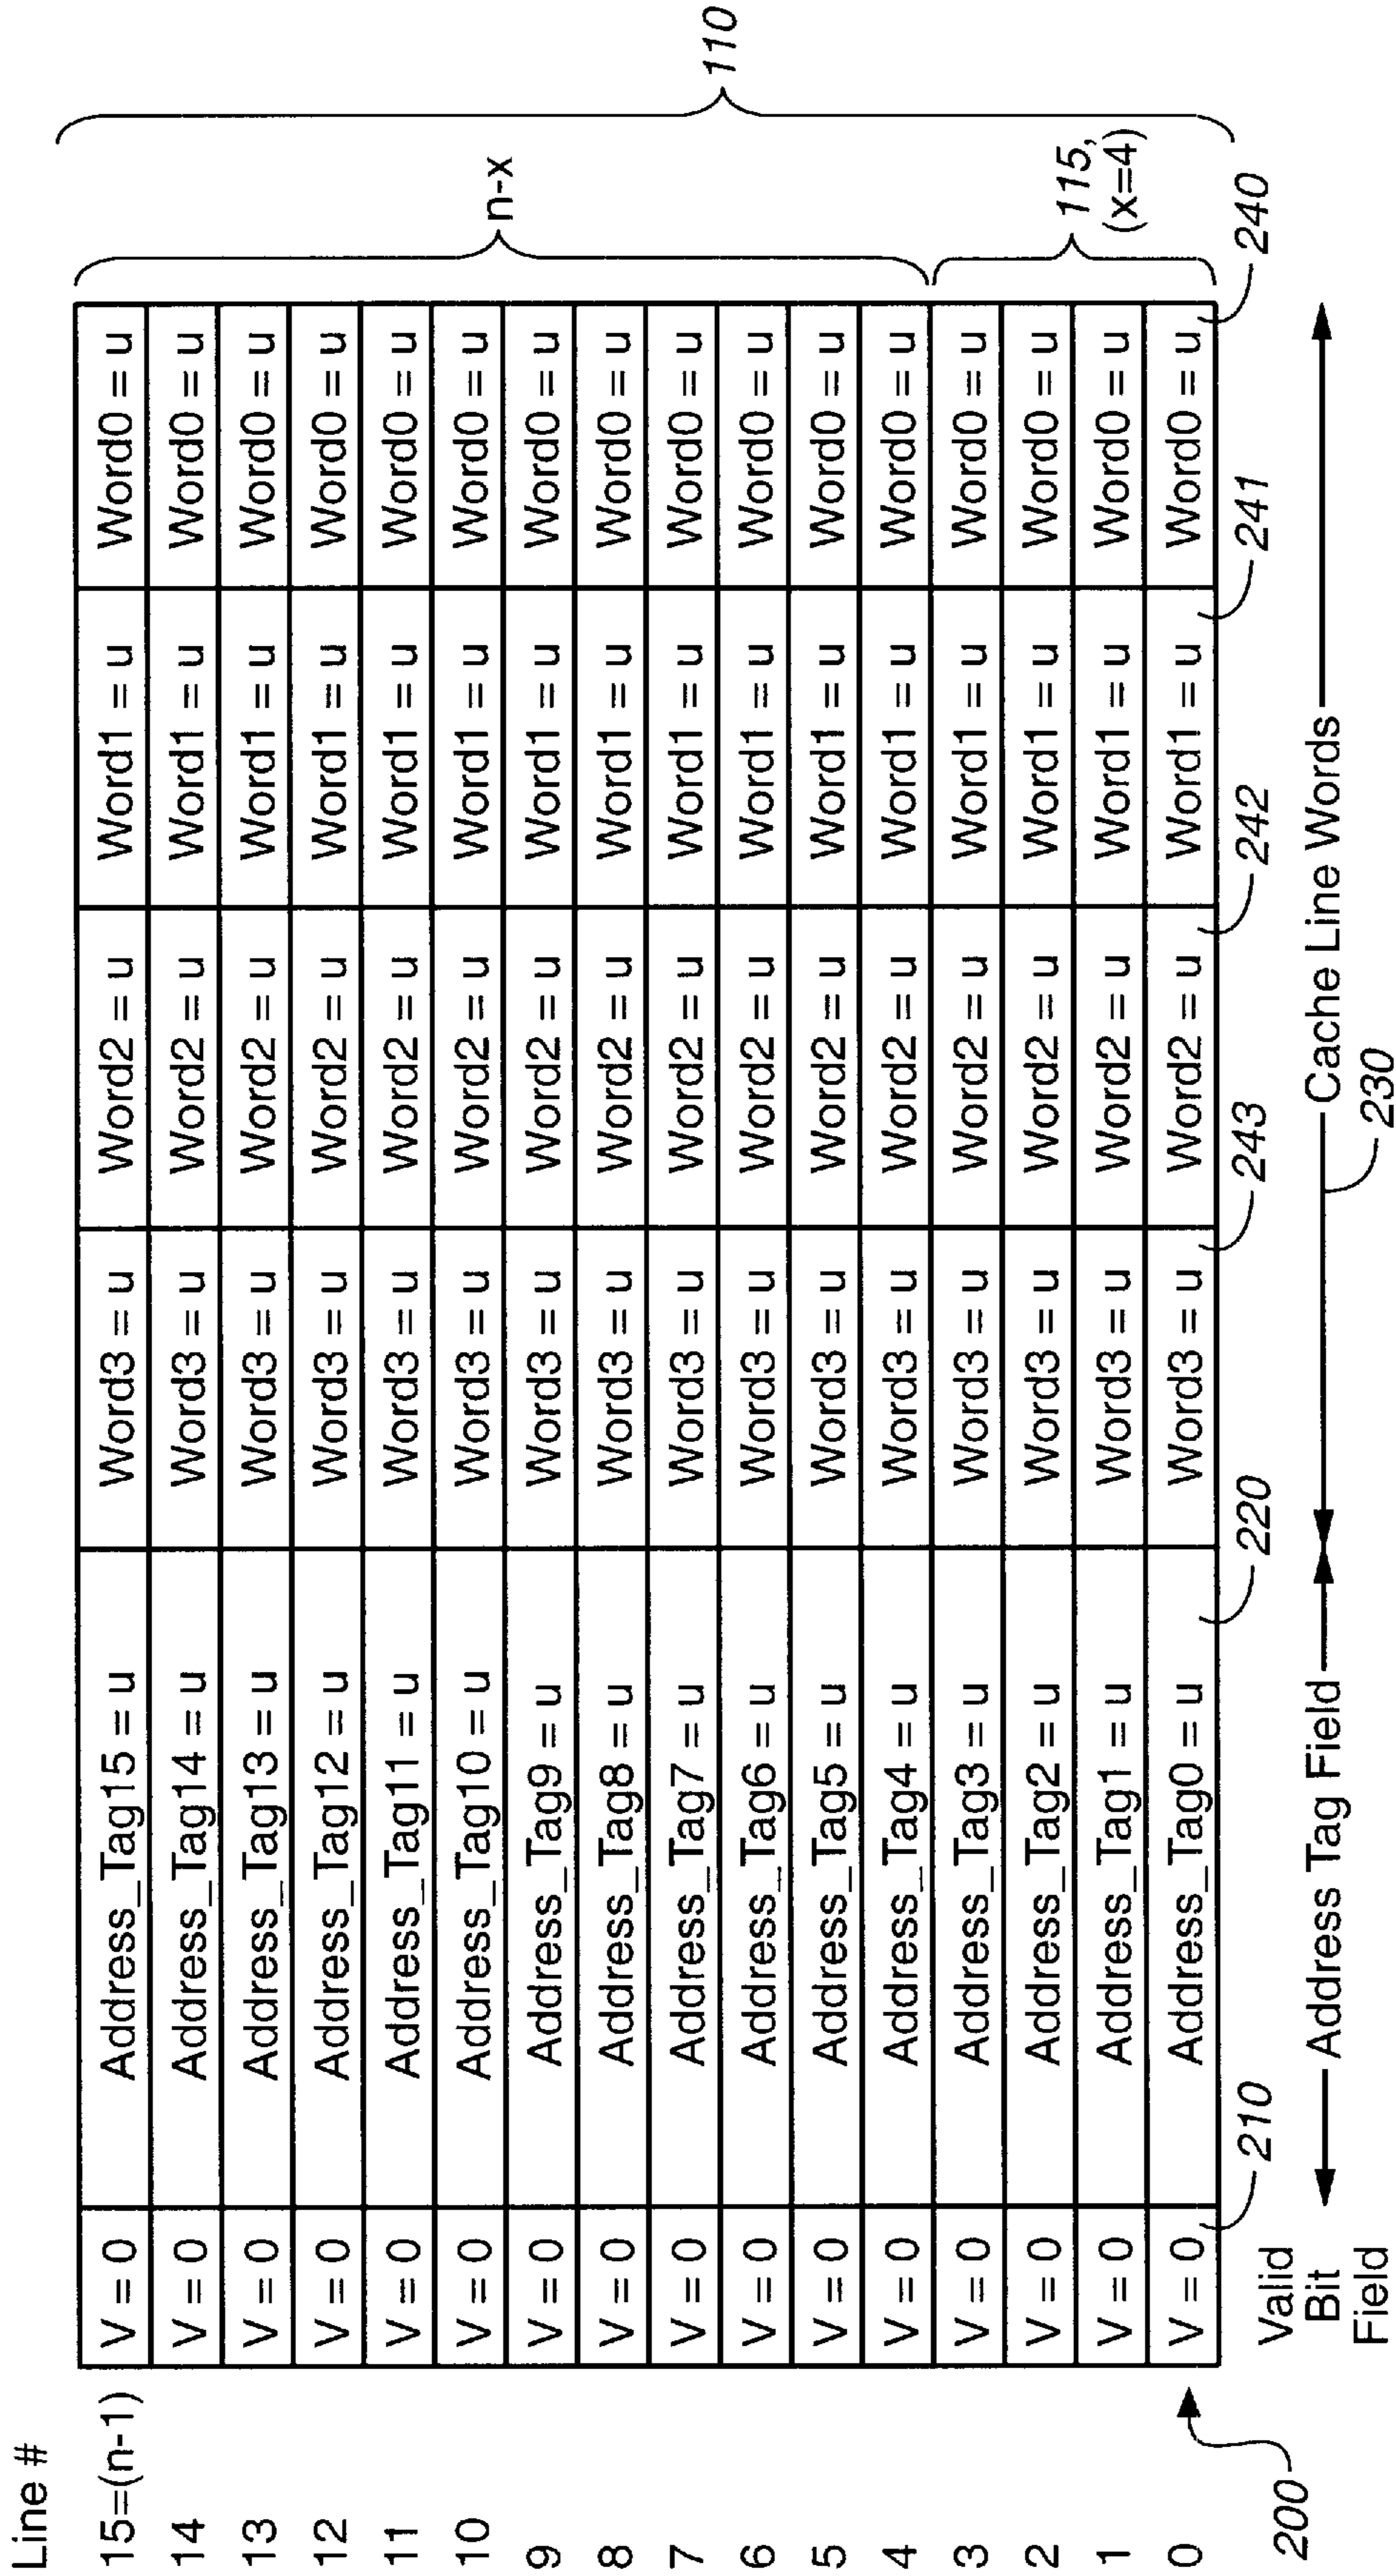 Line #
15=(n-1) V = 0 Address_Tag15 = u Word3 = u Word2 = u Word1 = u Word0 = u
14 V = 0 Address_Tag14 = u Word3 = u Word2 = u Word1 = u Word0 = u
13 V = 0 Address_Tag13 = u Word3 = u Word2 = u Word1 = u Word0 = u
12 V = 0 Address_Tag12 = u Word3 = u Word2 = u Word1 = u Word0 = u
11 V = 0 Address_Tag11 = u Word3 = u Word2 = u Word1 = u Word0 = u
10 V = 0 Address_Tag10 = u Word3 = u Word2 = u Word1 = u Word0 = u
9 V = 0 Address_Tag9 = u Word3 = u Word2 = u Word1 = u Word0 = u
8 V = 0 Address_Tag8 = u Word3 = u Word2 = u Word1 = u Word0 = u
7 V = 0 Address_Tag7 = u Word3 = u Word2 = u Word1 = u Word0 = u
6 V = 0 Address_Tag6 = u Word3 = u Word2 = u Word1 = u Word0 = u
5 V = 0 Address_Tag5 = u Word3 = u Word2 = u Word1 = u Word0 = u
4 V = 0 Address_Tag4 = u Word3 = u Word2 = u Word1 = u Word0 = u
3 V = 0 Address_Tag3 = u Word3 = u Word2 = u Word1 = u Word0 = u
2 V = 0 Address_Tag2 = u Word3 = u Word2 = u Word1 = u Word0 = u
1 V = 0 Address_Tag1 = u Word3 = u Word2 = u Word1 = u Word0 = u
0 V = 0 Address_Tag0 = u Word3 = u Word2 = u Word1 = u Word0 = u
n-x
110
115,
(x=4)
200 210 220 243 242 241 240
Valid
Bit
Field
Address Tag Field
Cache Line Words
230